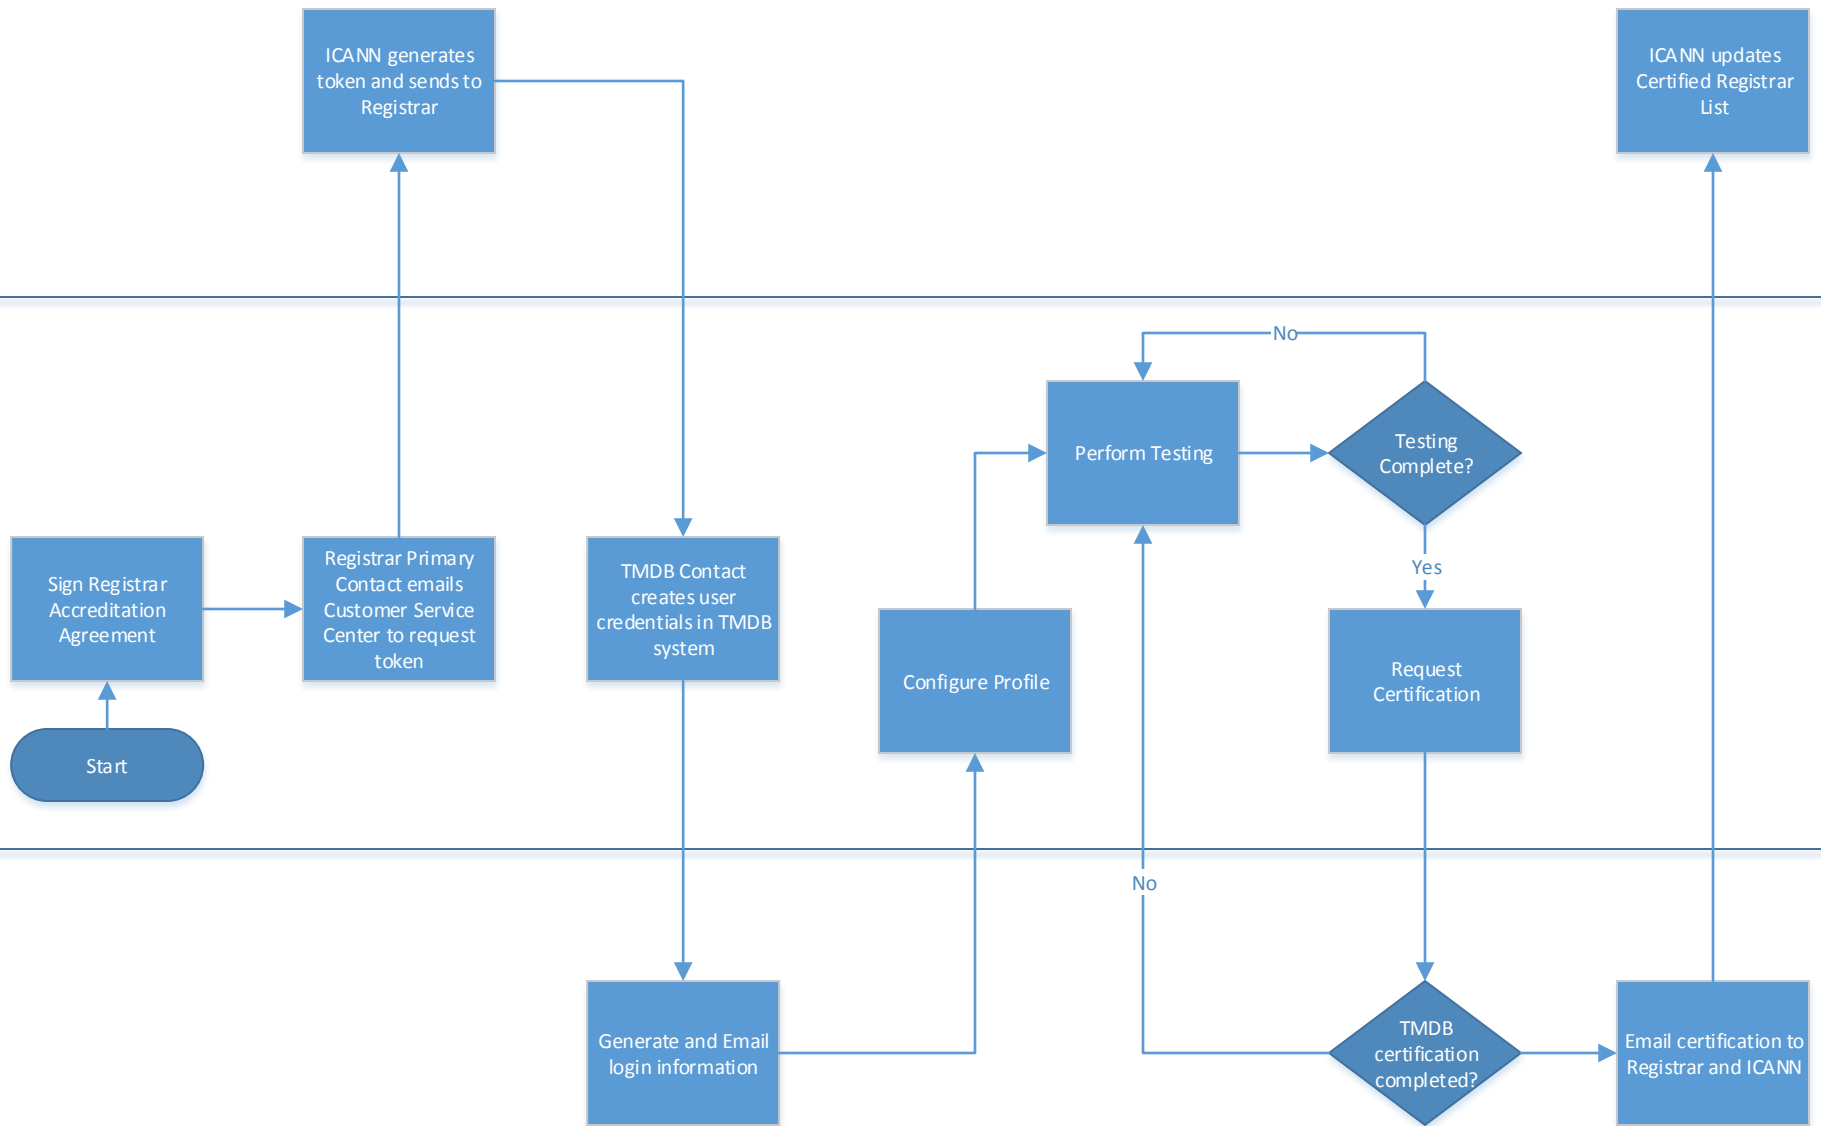 ICANN generates
token and sends to
Registrar
ICANN updates
Certified Registrar
List
No
Perform Testing
Testing
Complete?
Yes
Sign Registrar
Accreditation
Agreement
Registrar Primary
Contact emails
Customer Service
Center to request
token
TMDB Contact
creates user
credentials in TMDB
system
Configure Profile
Request
Certification
Start
No
Generate and Email
login information
TMDB
certification
completed?
Email certification to
Registrar and ICANN